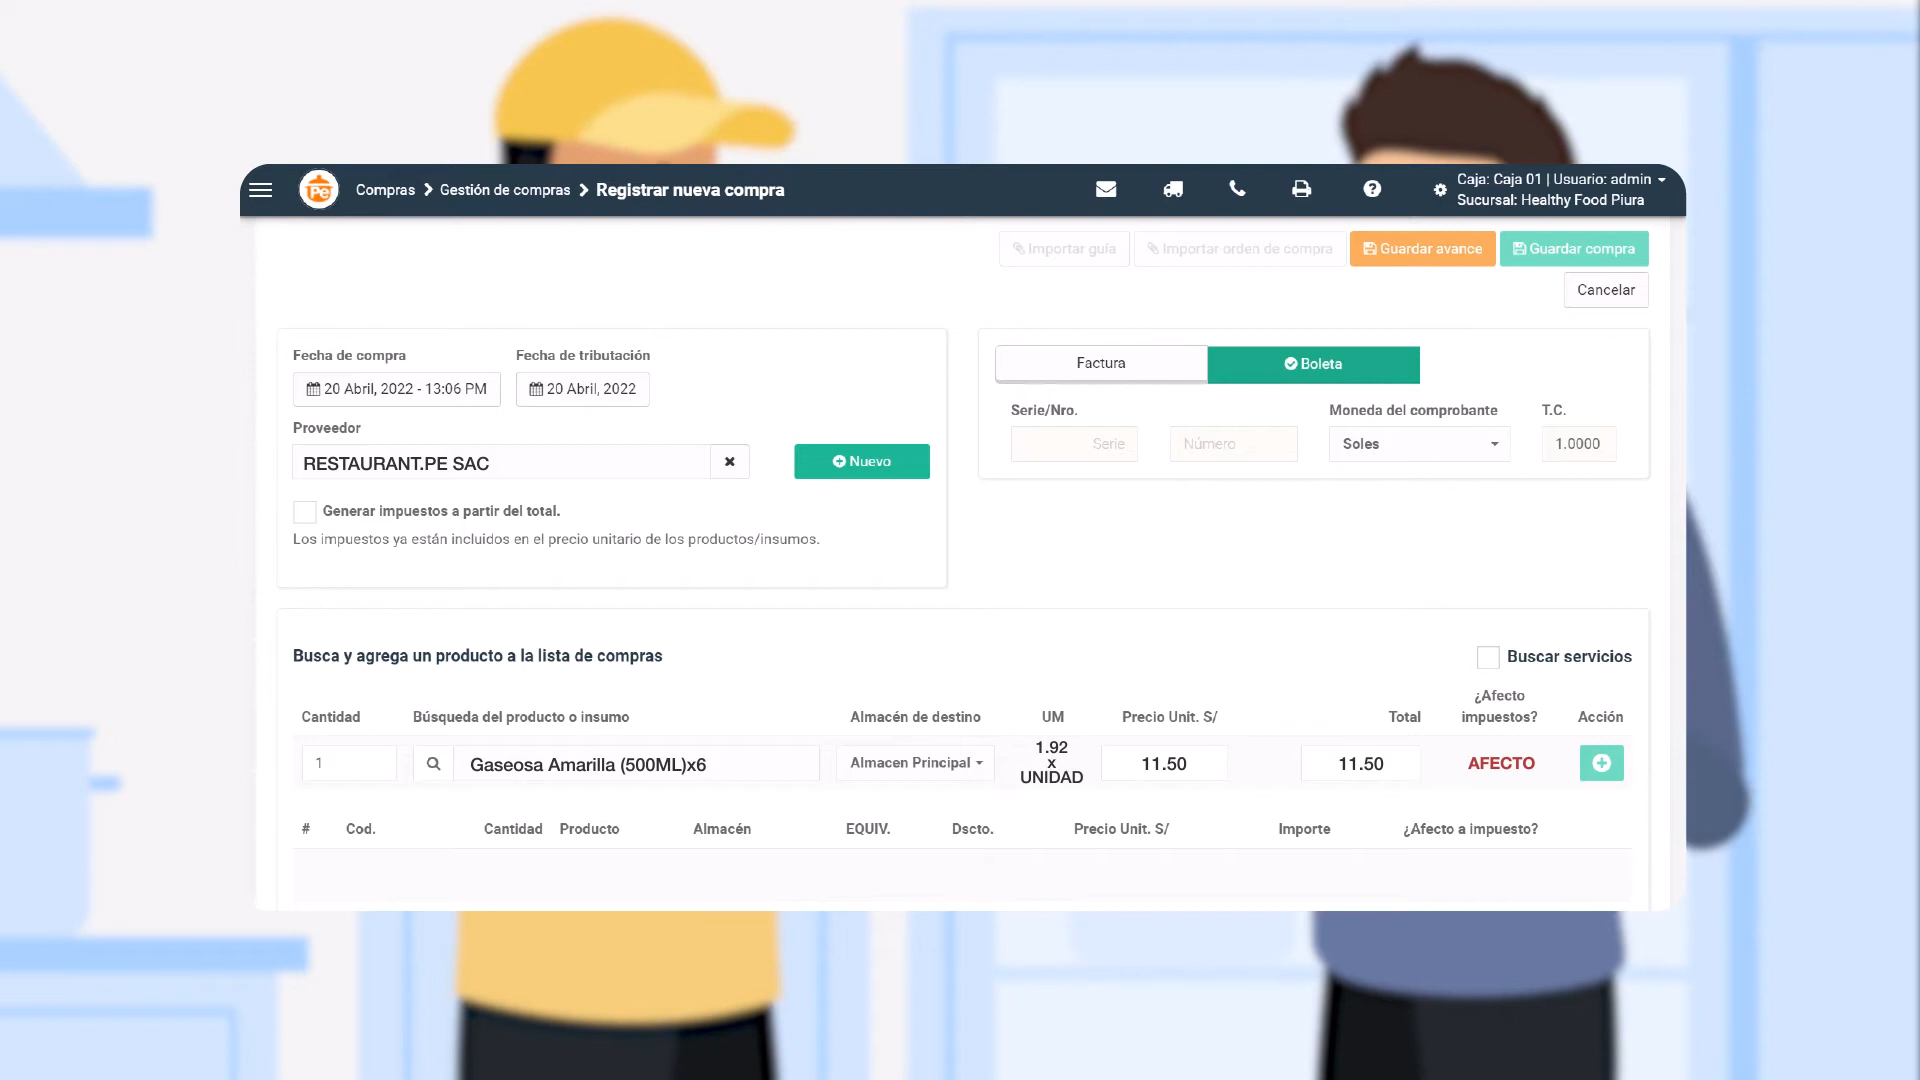 Pe
Compras
Gestión de compras
Registrar nueva compra
Caja: Caja 01 | Usuario: admin
Sucursal: Healthy Food Piura
Importar guía
Importar orden de compra
Guardar avance
Guardar compra
Cancelar
Fecha de compra
Fecha de tributación
20 Abril, 2022 - 13:06 PM
20 Abril, 2022
Proveedor
RESTAURANT.PE SAC
Nuevo
Generar impuestos a partir del total.
Los impuestos ya están incluidos en el precio unitario de los productos/insumos.
Factura
Boleta
Serie/Nro.
Moneda del comprobante
T.C.
Serie
Número
Soles
1.0000
Busca y agrega un producto a la lista de compras
Buscar servicios
Cantidad
Búsqueda del producto o insumo
Almacén de destino
UM
Precio Unit. S/
Total
¿Afecto
impuestos?
Acción
1
Gaseosa Amarilla (500ML)x6
Almacen Principal
1.92
x
UNIDAD
11.50
11.50
AFECTO
#
Cod.
Cantidad
Producto
Almacén
EQUIV.
Dscto.
Precio Unit. S/
Importe
¿Afecto a impuesto?